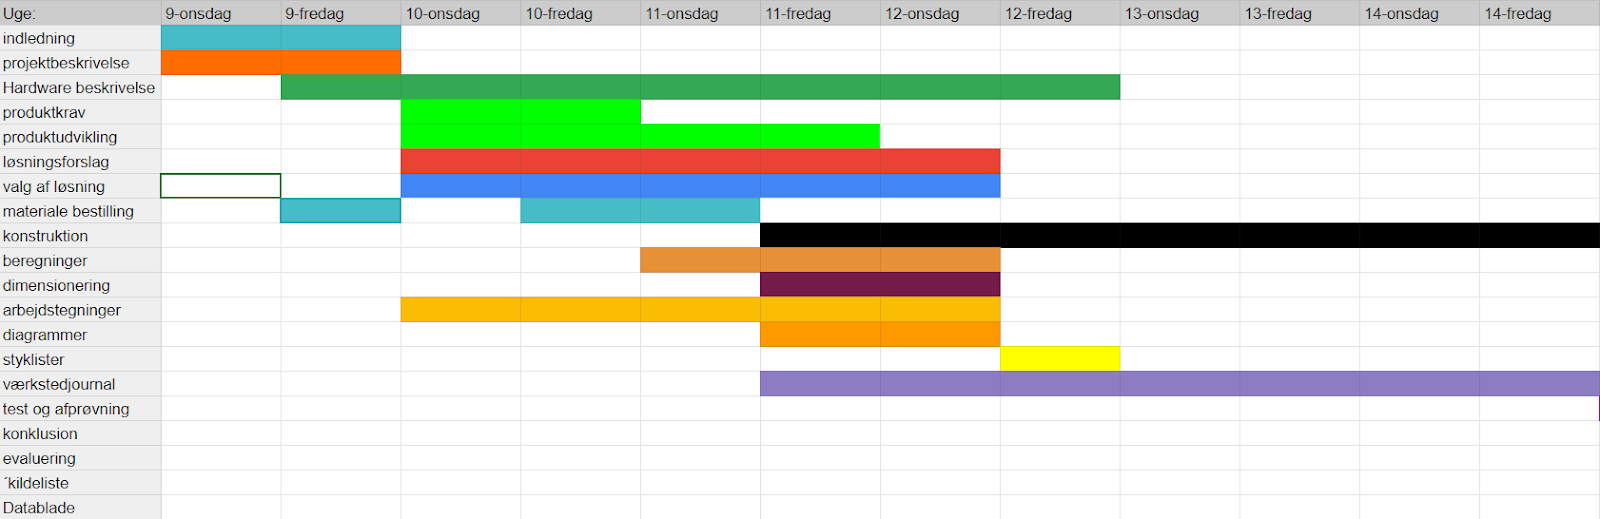 Uge: 9-onsdag 9-fredag 10-onsdag 10-fredag 11-onsdag 11-fredag 12-onsdag 12-fredag 13-onsdag 13-fredag 14-onsdag 14-fredag
indledning
projektbeskrivelse
Hardware beskrivelse
produktkrav
produktudvikling
løsningsforslag
valg af løsning
materiale bestilling
konstruktion
beregninger
dimensionering
arbejdstegninger
diagrammer
styklister
værkstedjournal
test og afprøvning
konklusion
evaluering
´kildeliste
Datablade